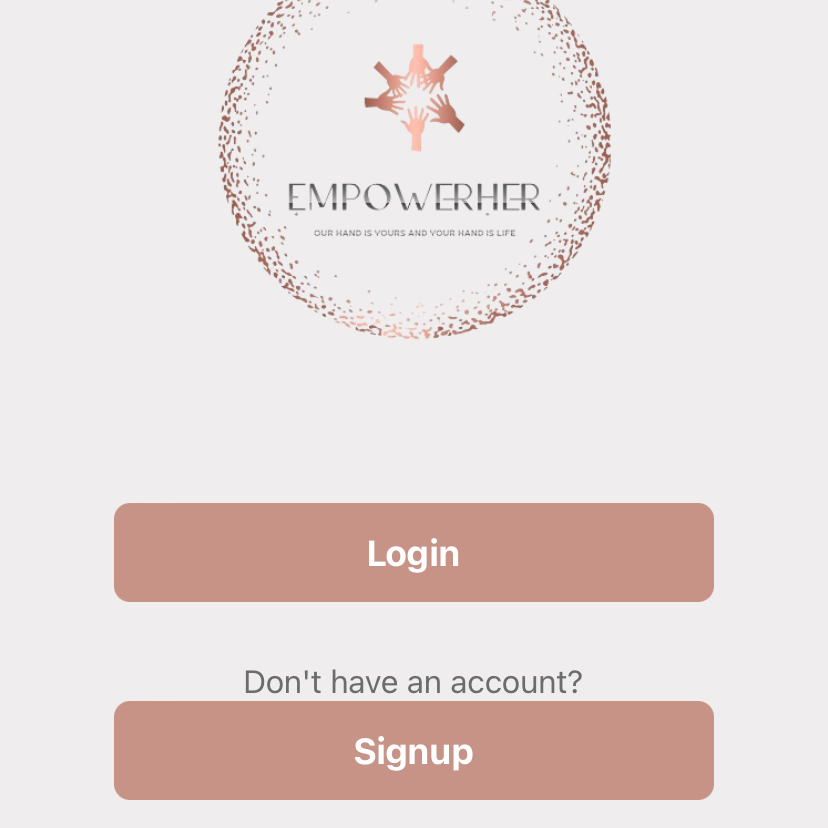 EMPOWERHER
OUR HAND IS YOURS AND YOUR HAND IS LIFE
Login
Don't have an account?
Signup